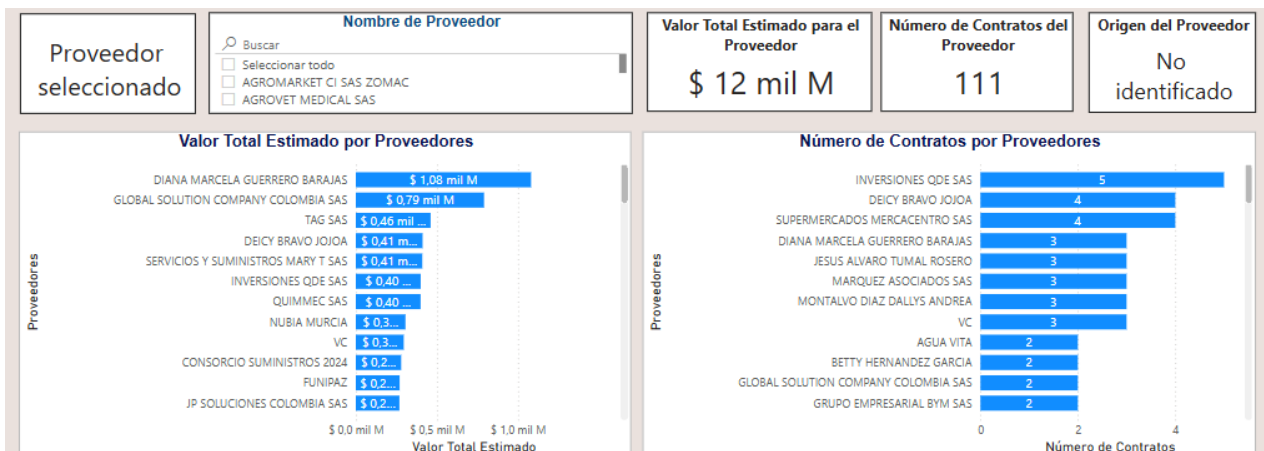 Proveedor
seleccionado
Nombre de Proveedor
Buscar
Seleccionar todo
AGROMARKET CI SAS ZOMAC
AGROVET MEDICAL SAS
Valor Total Estimado para el
Proveedor
$ 12 mil M
Número de Contratos del
Proveedor
111
Origen del Proveedor
No
identificado
Valor Total Estimado por Proveedores
Proveedores
DIANA MARCELA GUERRERO BARAJAS $ 1,08 mil M
GLOBAL SOLUTION COMPANY COLOMBIA SAS $ 0,79 mil M
TAG SAS $ 0,46 mil ...
DEICY BRAVO JOJOA $ 0,41 m...
SERVICIOS Y SUMINISTROS MARY T SAS $ 0,41 m...
INVERSIONES QDE SAS $ 0,40 ...
QUIMMEC SAS $ 0,40 ...
NUBIA MURCIA $ 0,3...
VC $ 0,3...
CONSORCIO SUMINISTROS 2024 $ 0,2...
FUNIPAZ $ 0,2...
JP SOLUCIONES COLOMBIA SAS $ 0,2...
$ 0,0 mil M $ 0,5 mil M $ 1,0 mil M
Valor Total Estimado
Número de Contratos por Proveedores
Proveedores
INVERSIONES QDE SAS 5
DEICY BRAVO JOJOA 4
SUPERMERCADOS MERCACENTRO SAS 4
DIANA MARCELA GUERRERO BARAJAS 3
JESUS ALVARO TUMAL ROSERO 3
MARQUEZ ASOCIADOS SAS 3
MONTALVO DIAZ DALLYS ANDREA 3
VC 3
AGUA VITA 2
BETTY HERNANDEZ GARCIA 2
GLOBAL SOLUTION COMPANY COLOMBIA SAS 2
GRUPO EMPRESARIAL BYM SAS 2
0 2 4
Número de Contratos